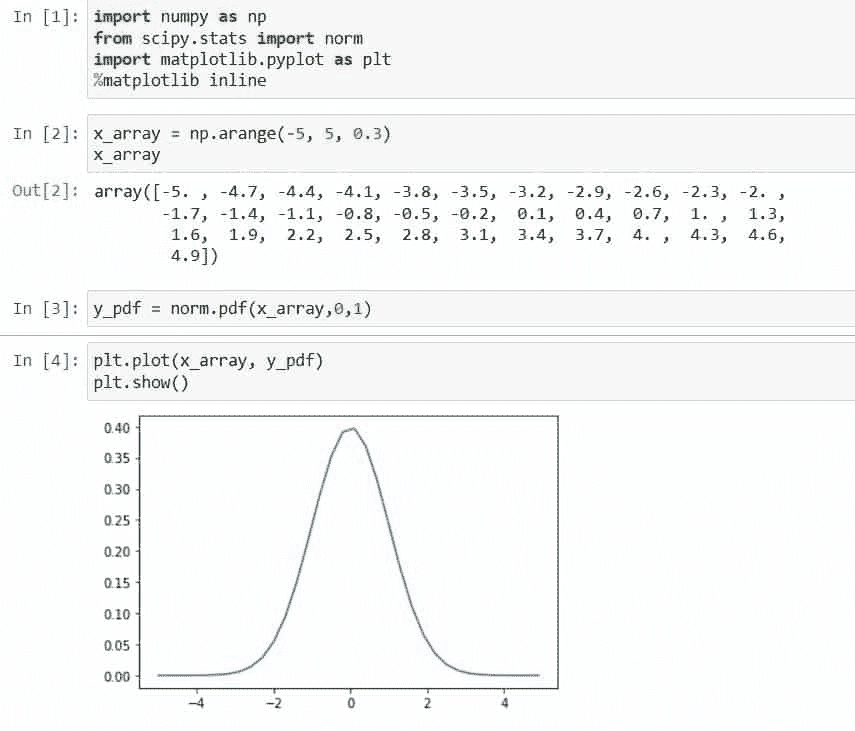 In [1]: import numpy as np
from scipy.stats import norm
import matplotlib.pyplot as plt
%matplotlib inline
In [2]: x_array = np.arange(-5, 5, 0.3)
x_array
Out[2]: array([-5. , -4.7, -4.4, -4.1, -3.8, -3.5, -3.2, -2.9, -2.6, -2.3, -2. ,
-1.7, -1.4, -1.1, -0.8, -0.5, -0.2, 0.1, 0.4, 0.7, 1. , 1.3,
1.6, 1.9, 2.2, 2.5, 2.8, 3.1, 3.4, 3.7, 4. , 4.3, 4.6,
4.9])
In [3]: y_pdf = norm.pdf(x_array,0,1)
In [4]: plt.plot(x_array, y_pdf)
plt.show()
0.40
0.35
0.30
0.25
0.20
0.15
0.10
0.05
0.00
−4 −2 0 2 4